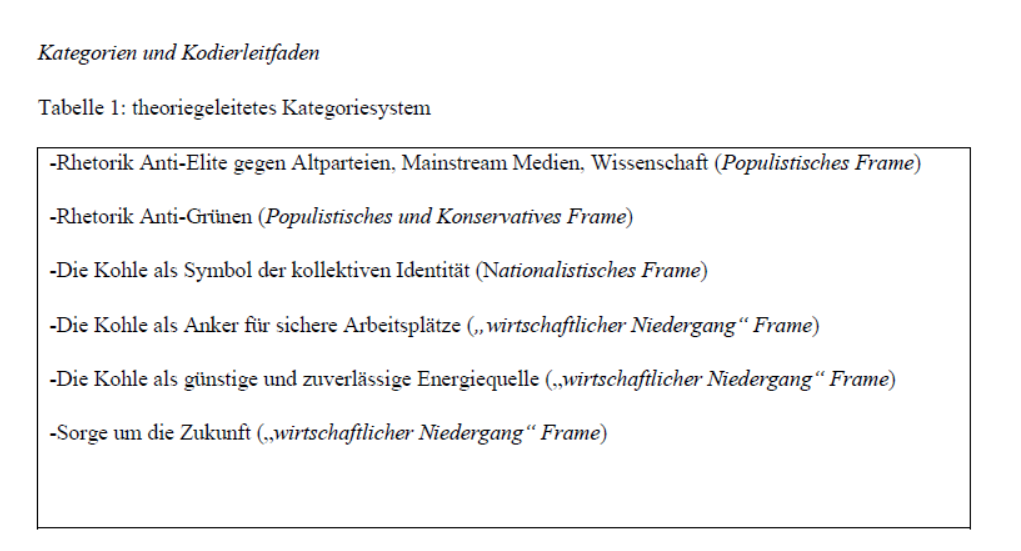 Kategorien und Kodierleitfaden
Tabelle 1: theoriegeleitetes Kategoriesystem
-Rhetorik Anti-Elite gegen Altparteien, Mainstream Medien, Wissenschaft (Populistisches Frame)
-Rhetorik Anti-Grünen (Populistisches und Konservatives Frame)
-Die Kohle als Symbol der kollektiven Identität (Nationalistisches Frame)
-Die Kohle als Anker für sichere Arbeitsplätze („wirtschaftlicher Niedergang“ Frame)
-Die Kohle als günstige und zuverlässige Energiequelle („wirtschaftlicher Niedergang“ Frame)
-Sorge um die Zukunft („wirtschaftlicher Niedergang“ Frame)